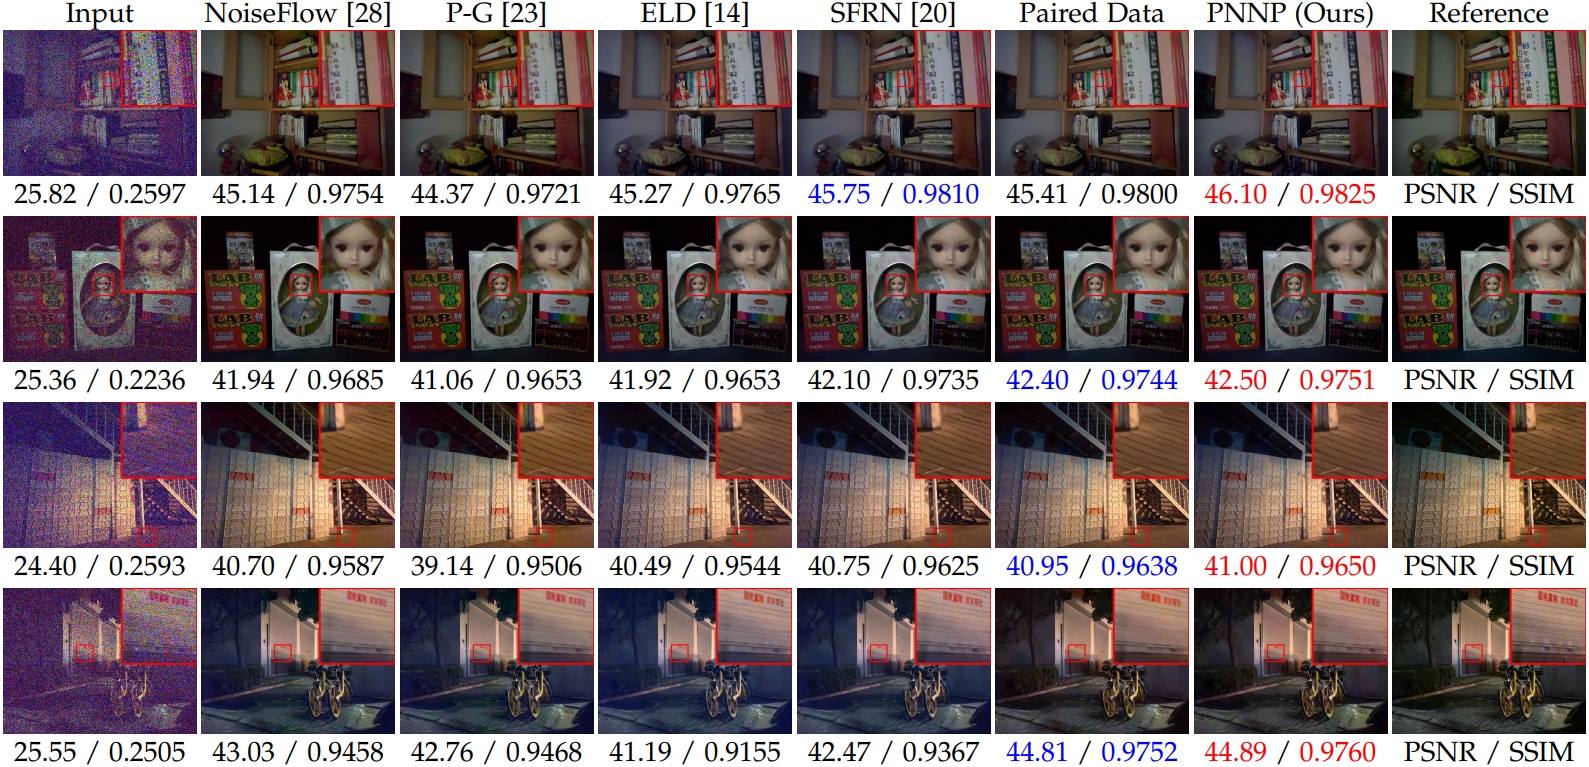 Input NoiseFlow [28] P-G [23] ELD [14] SFRN [20] Paired Data PNNP (Ours) Reference
25.82 / 0.2597 45.14 / 0.9754 44.37 / 0.9721 45.27 / 0.9765 45.75 / 0.9810 45.41 / 0.9800 46.10 / 0.9825 PSNR / SSIM
25.36 / 0.2236 41.94 / 0.9685 41.06 / 0.9653 41.92 / 0.9653 42.10 / 0.9735 42.40 / 0.9744 42.50 / 0.9751 PSNR / SSIM
24.40 / 0.2593 40.70 / 0.9587 39.14 / 0.9506 40.49 / 0.9544 40.75 / 0.9625 40.95 / 0.9638 41.00 / 0.9650 PSNR / SSIM
25.55 / 0.2505 43.03 / 0.9458 42.76 / 0.9468 41.19 / 0.9155 42.47 / 0.9367 44.81 / 0.9752 44.89 / 0.9760 PSNR / SSIM